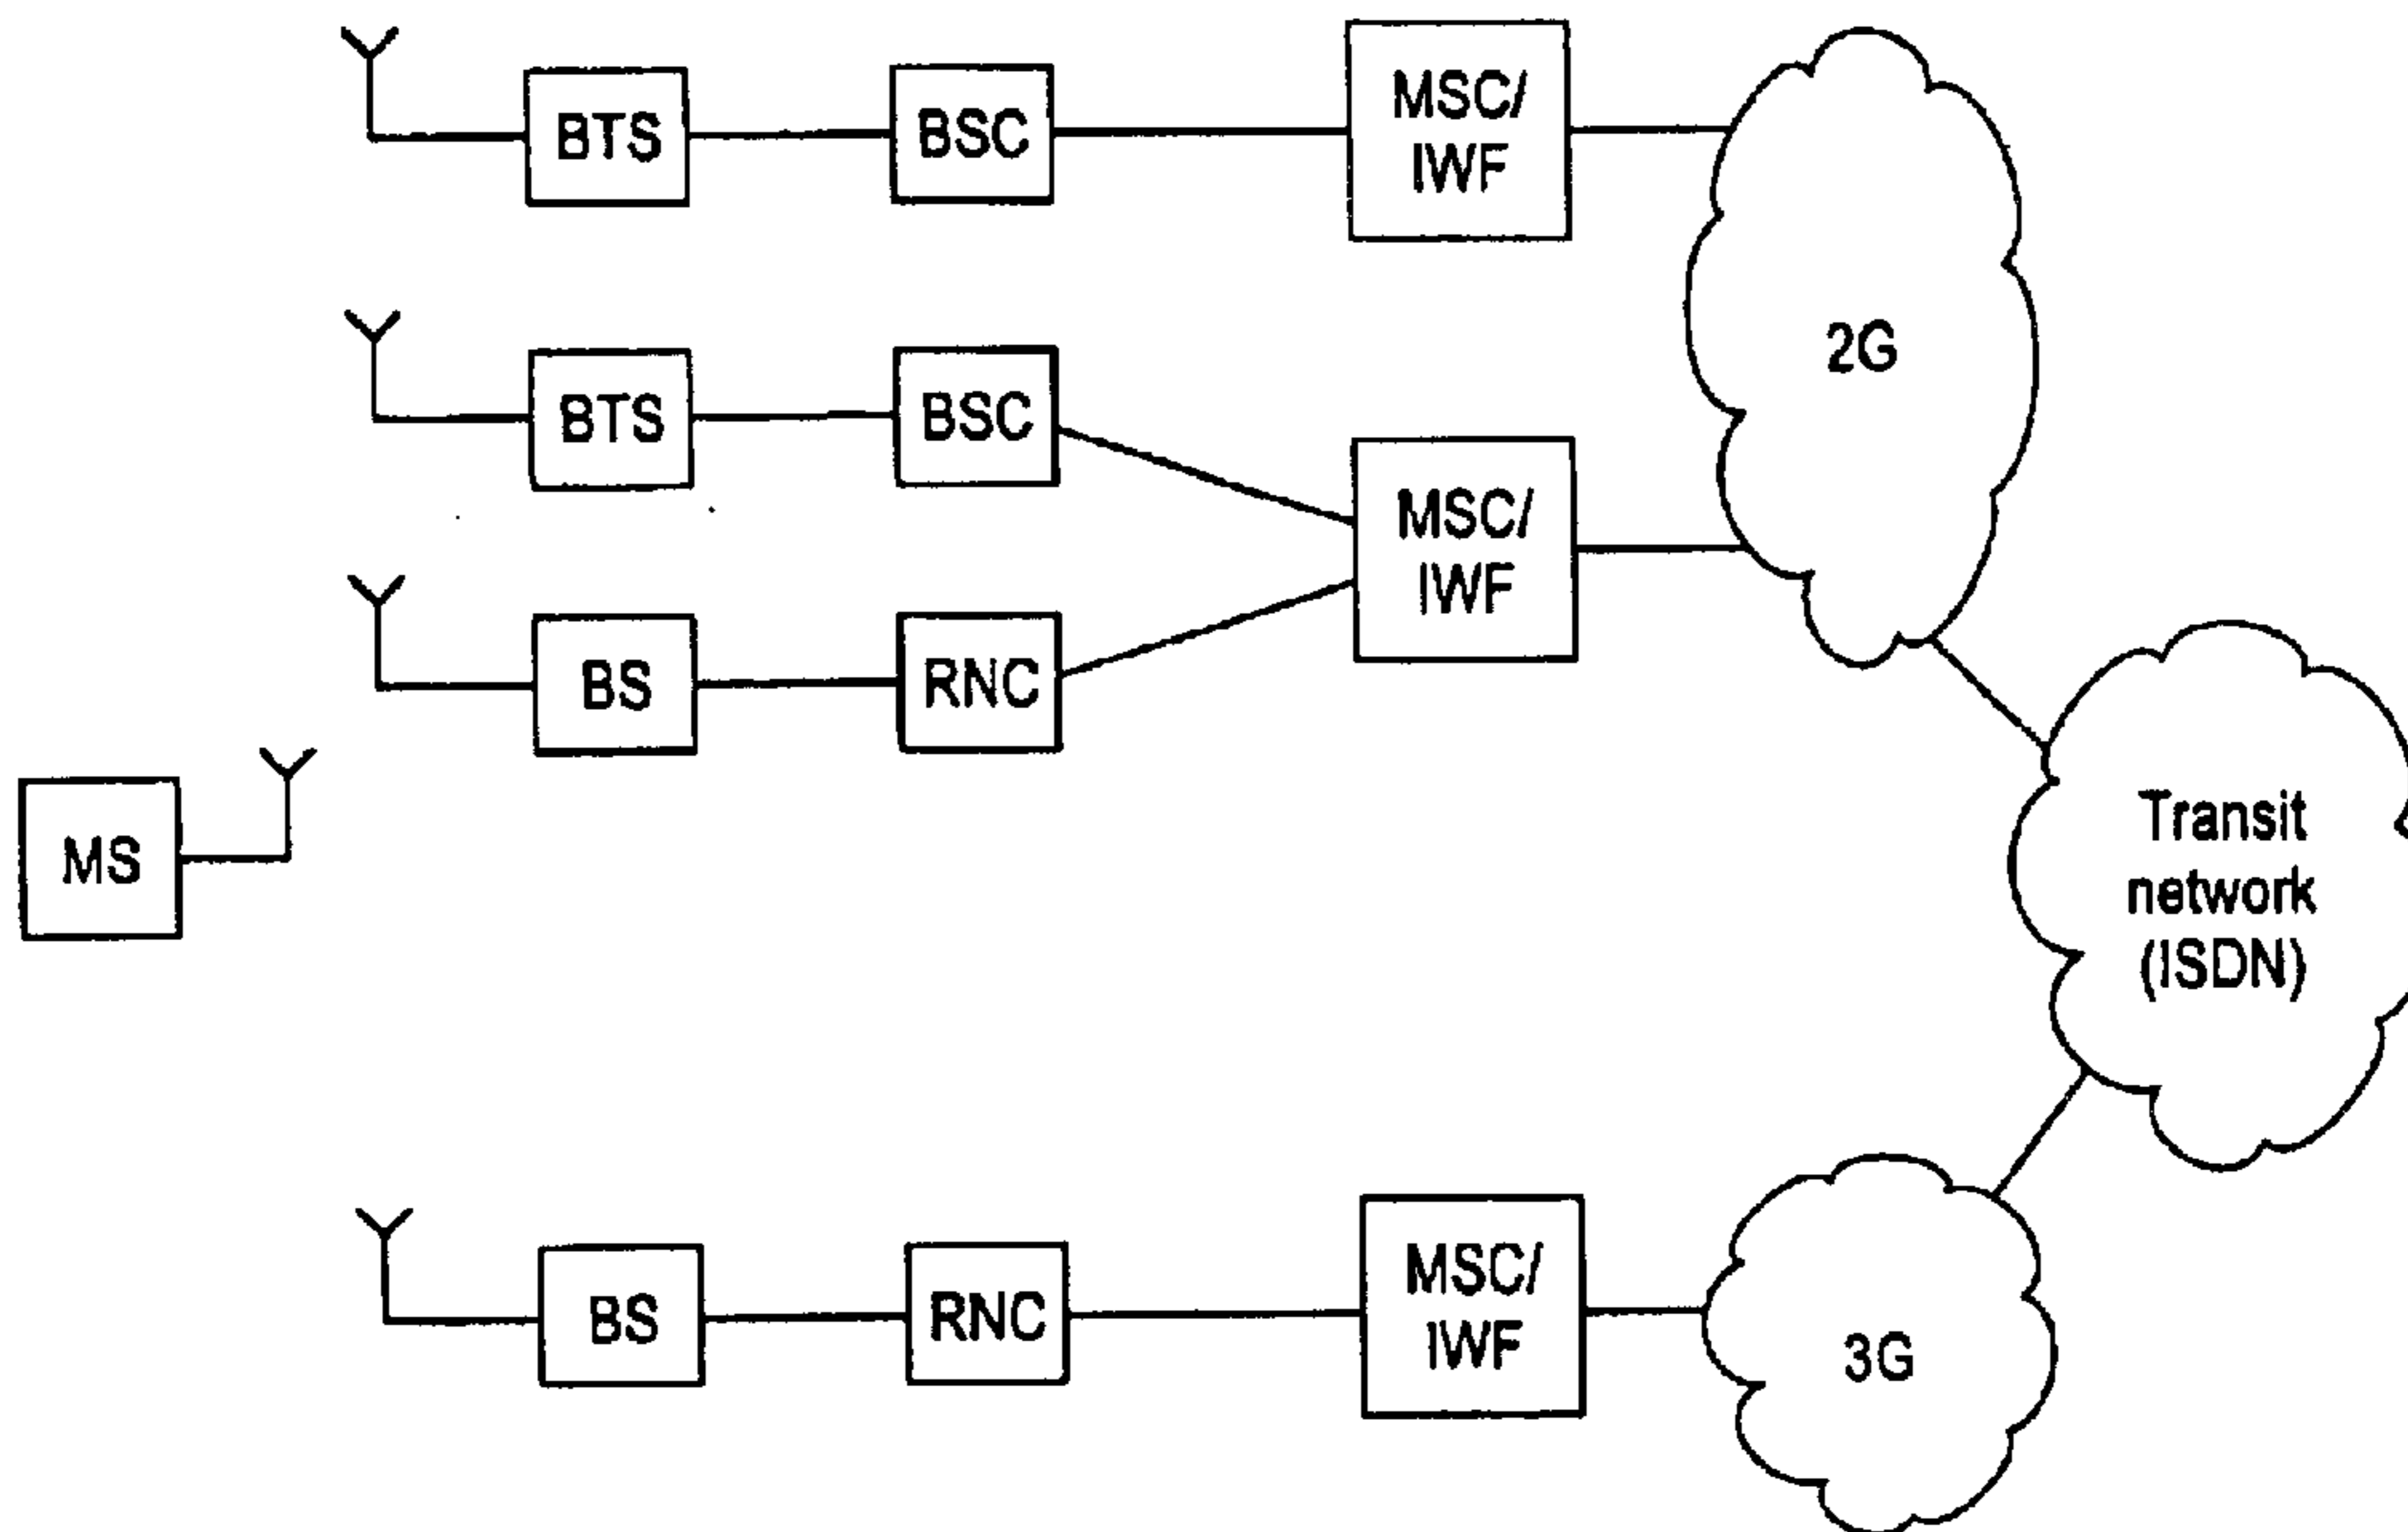 BTS
BSC
MSC/
IWF
2G
BTS
BSC
MSC/
IWF
BS
RNC
MS
Transit
network
(ISDN)
BS
RNC
MSC/
IWF
3G